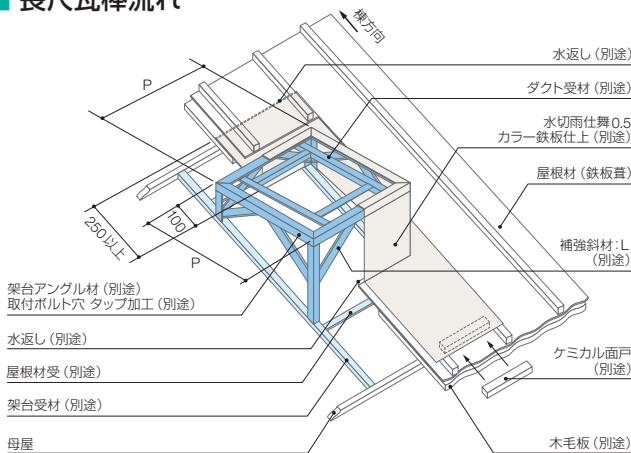 長尺瓦棒流れ
棟方向
P
水返し（別途）
ダクト受材（別途）
水切雨仕舞0.5
カラー鉄板仕上（別途）
屋根材（鉄板葺）
補強斜材：L
（別途）
ケミカル面戸
（別途）
木毛板（別途）
250以上
100
P
架台アングル材（別途）
取付ボルト穴 タップ加工（別途）
水返し（別途）
屋根材受（別途）
架台受材（別途）
母屋